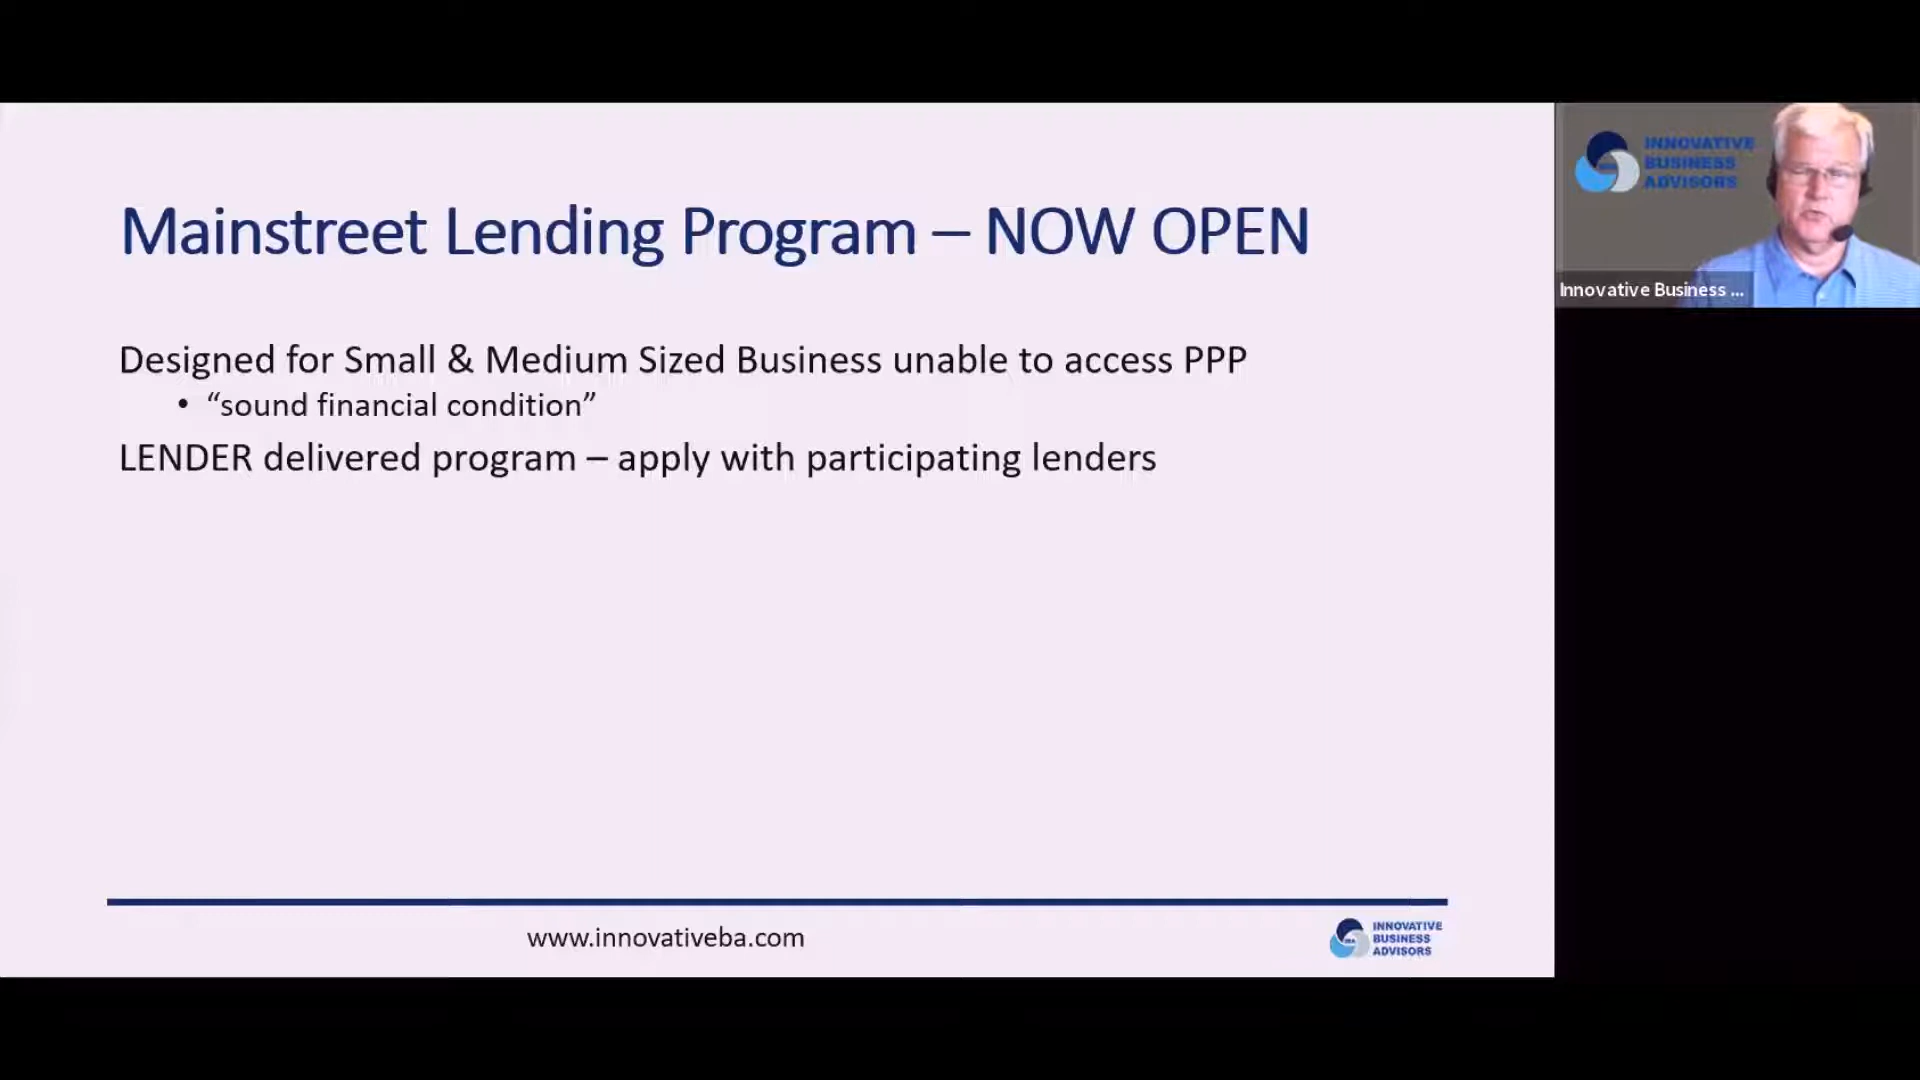 Mainstreet Lending Program – NOW OPEN
Designed for Small & Medium Sized Business unable to access PPP
• “sound financial condition”
LENDER delivered program – apply with participating lenders
www.innovativeba.com
INNOVATIVE
BUSINESS
ADVISORS
INNOVATIVE
BUSINESS
ADVISORS
Innovative Business ...